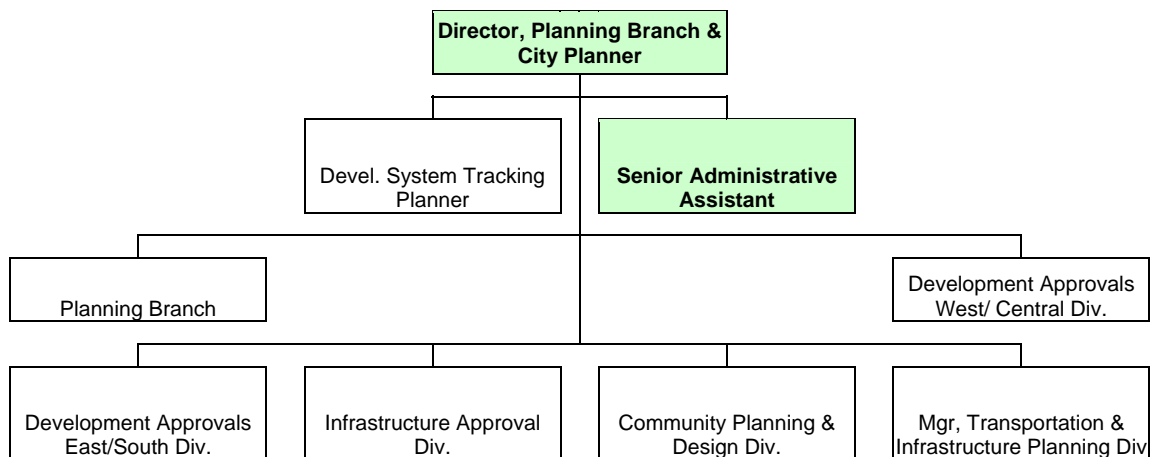 Director, Planning Branch &
City Planner
Devel. System Tracking
Planner
Senior Administrative
Assistant
Planning Branch
Development Approvals
West/ Central Div.
Development Approvals
East/South Div.
Infrastructure Approval
Div.
Community Planning &
Design Div.
Mgr, Transportation &
Infrastructure Planning Div